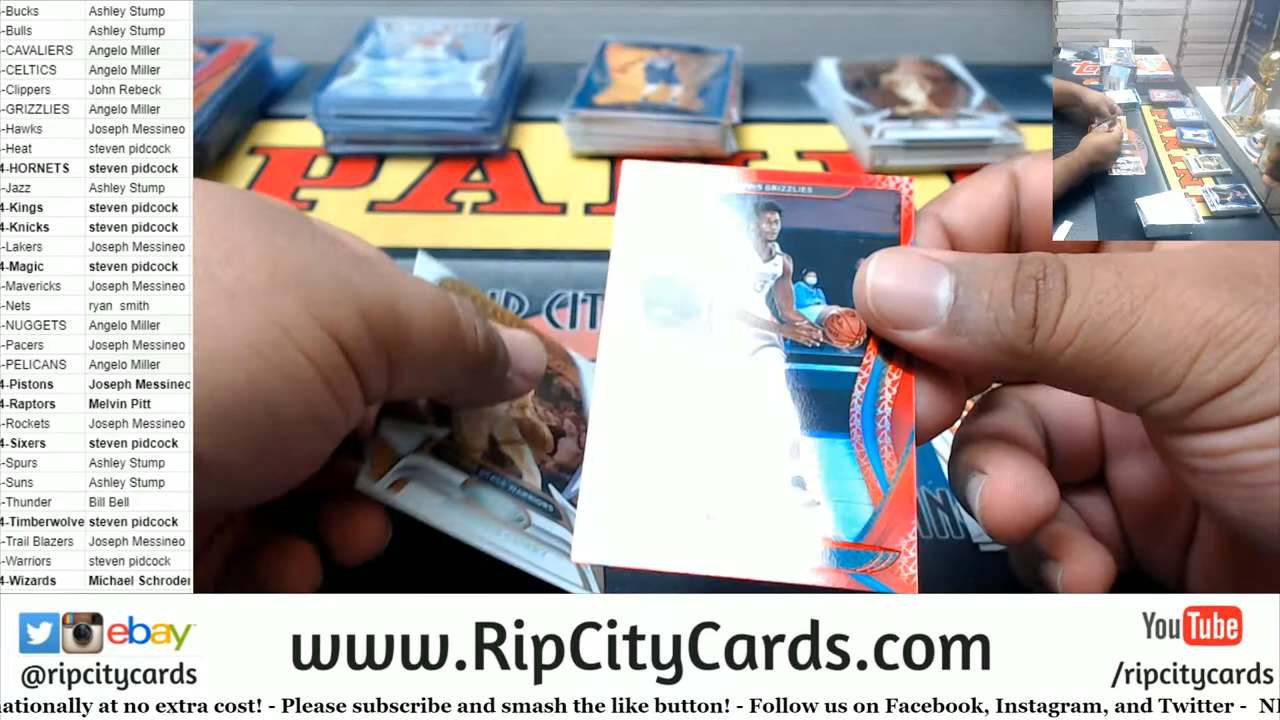 -Bucks Ashley Stump
-Bulls Ashley Stump
-CAVALIERS Angelo Miller
-CELTICS Angelo Miller
-Clippers John Rebeck
-GRIZZLIES Angelo Miller
-Hawks Joseph Messineo
-Heat steven pidcock
4-HORNETS steven pidcock
-Jazz Ashley Stump
4-Kings steven pidcock
4-Knicks steven pidcock
-Lakers Joseph Messineo
4-Magic steven pidcock
-Mavericks Joseph Messineo
-Nets ryan smith
-NUGGETS Angelo Miller
-Pacers Joseph Messineo
-PELICANS Angelo Miller
4-Pistons Joseph Messineo
4-Raptors Melvin Pitt
-Rockets Joseph Messineo
4-Sixers steven pidcock
-Spurs Ashley Stump
-Suns Ashley Stump
-Thunder Bill Bell
4-Timberwolve steven pidcock
-Trail Blazers Joseph Messineo
-Warriors steven pidcock
4-Wizards Michael Schroder
PANINI
GRIZZLIES
WARRIORS
ebay
@ripcitycards
www.RipCityCards.com
YouTube
/ripcitycards
nationally at no extra cost! - Please subscribe and smash the like button! - Follow us on Facebook, Instagram, and Twitter - N